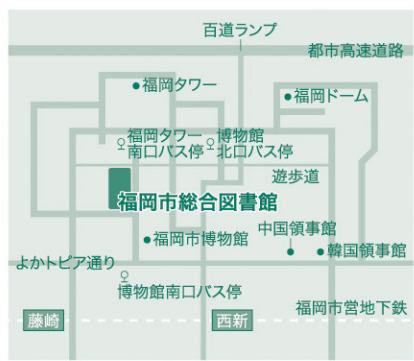 百道ランプ
都市高速道路
福岡タワー
福岡ドーム
福岡タワー
南口バス停
博物館
北口バス停
遊歩道
福岡市総合図書館
中国領事館
福岡市博物館
韓国領事館
よかトピア通り
博物館南口バス停
福岡市営地下鉄
藤崎
西新